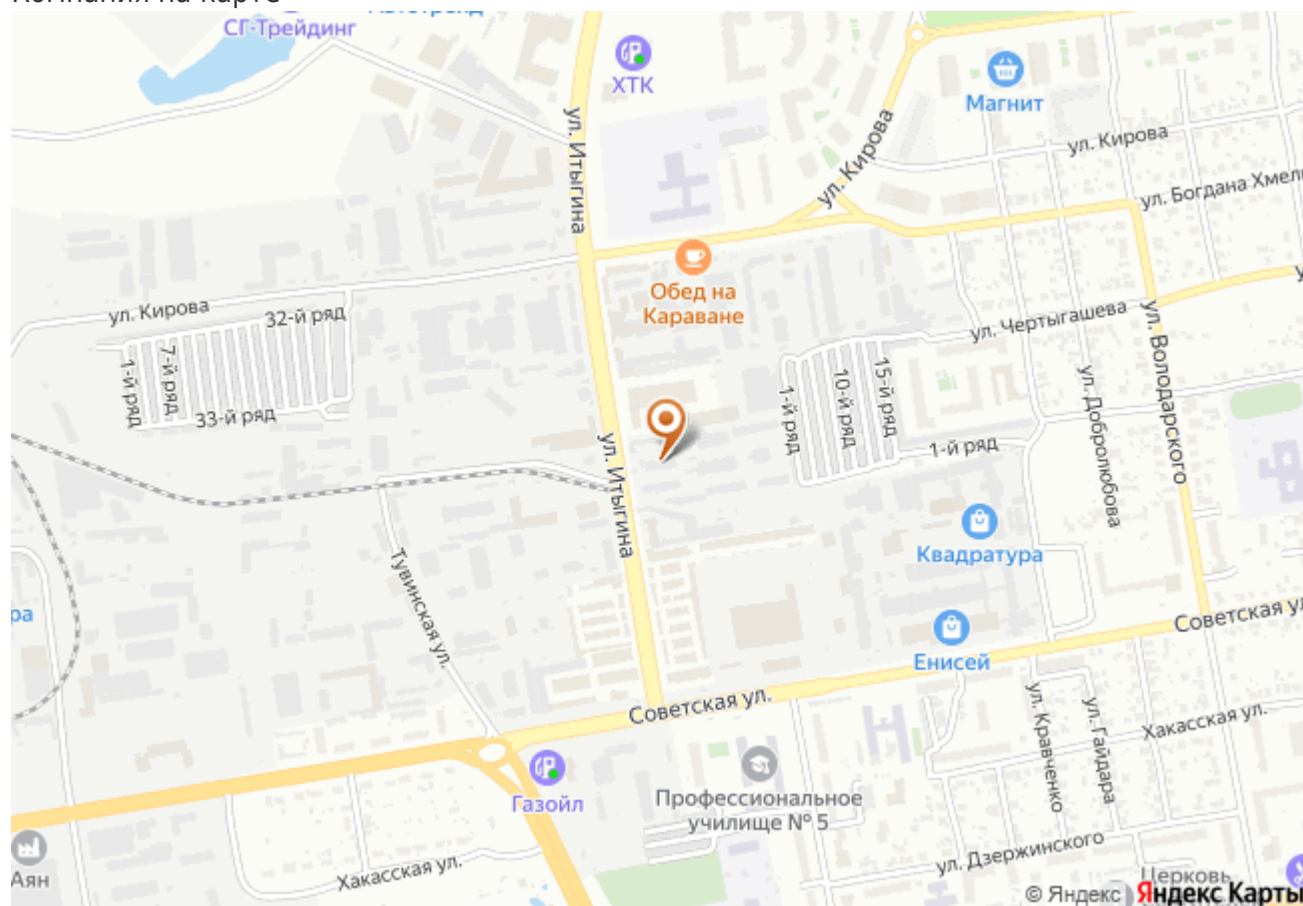 СГ-Трейдинг
ХТК
Магнит
ул. Итыгина
ул. Кирова
ул. Кирова
ул. Богдана Хмел
Обед на
Караване
ул. Кирова
32-й ряд
ул. Чертыгашева
1-й ряд
7-й ряд
33-й ряд
1-й ряд
10-й ряд
15-й ряд
1-й ряд
ул. Добролюбова
ул. Володарского
ул. Итыгина
Квадратура
Тувинская ул.
ра
Советская у
Енисей
Советская ул.
ул. Кравченко
ул. Гайдара
Хакасская ул.
Газойл
Профессиональное
училище № 5
ул. Дзержинского
Аян
Хакасская ул.
Церковь
© Яндекс Яндекс Карты